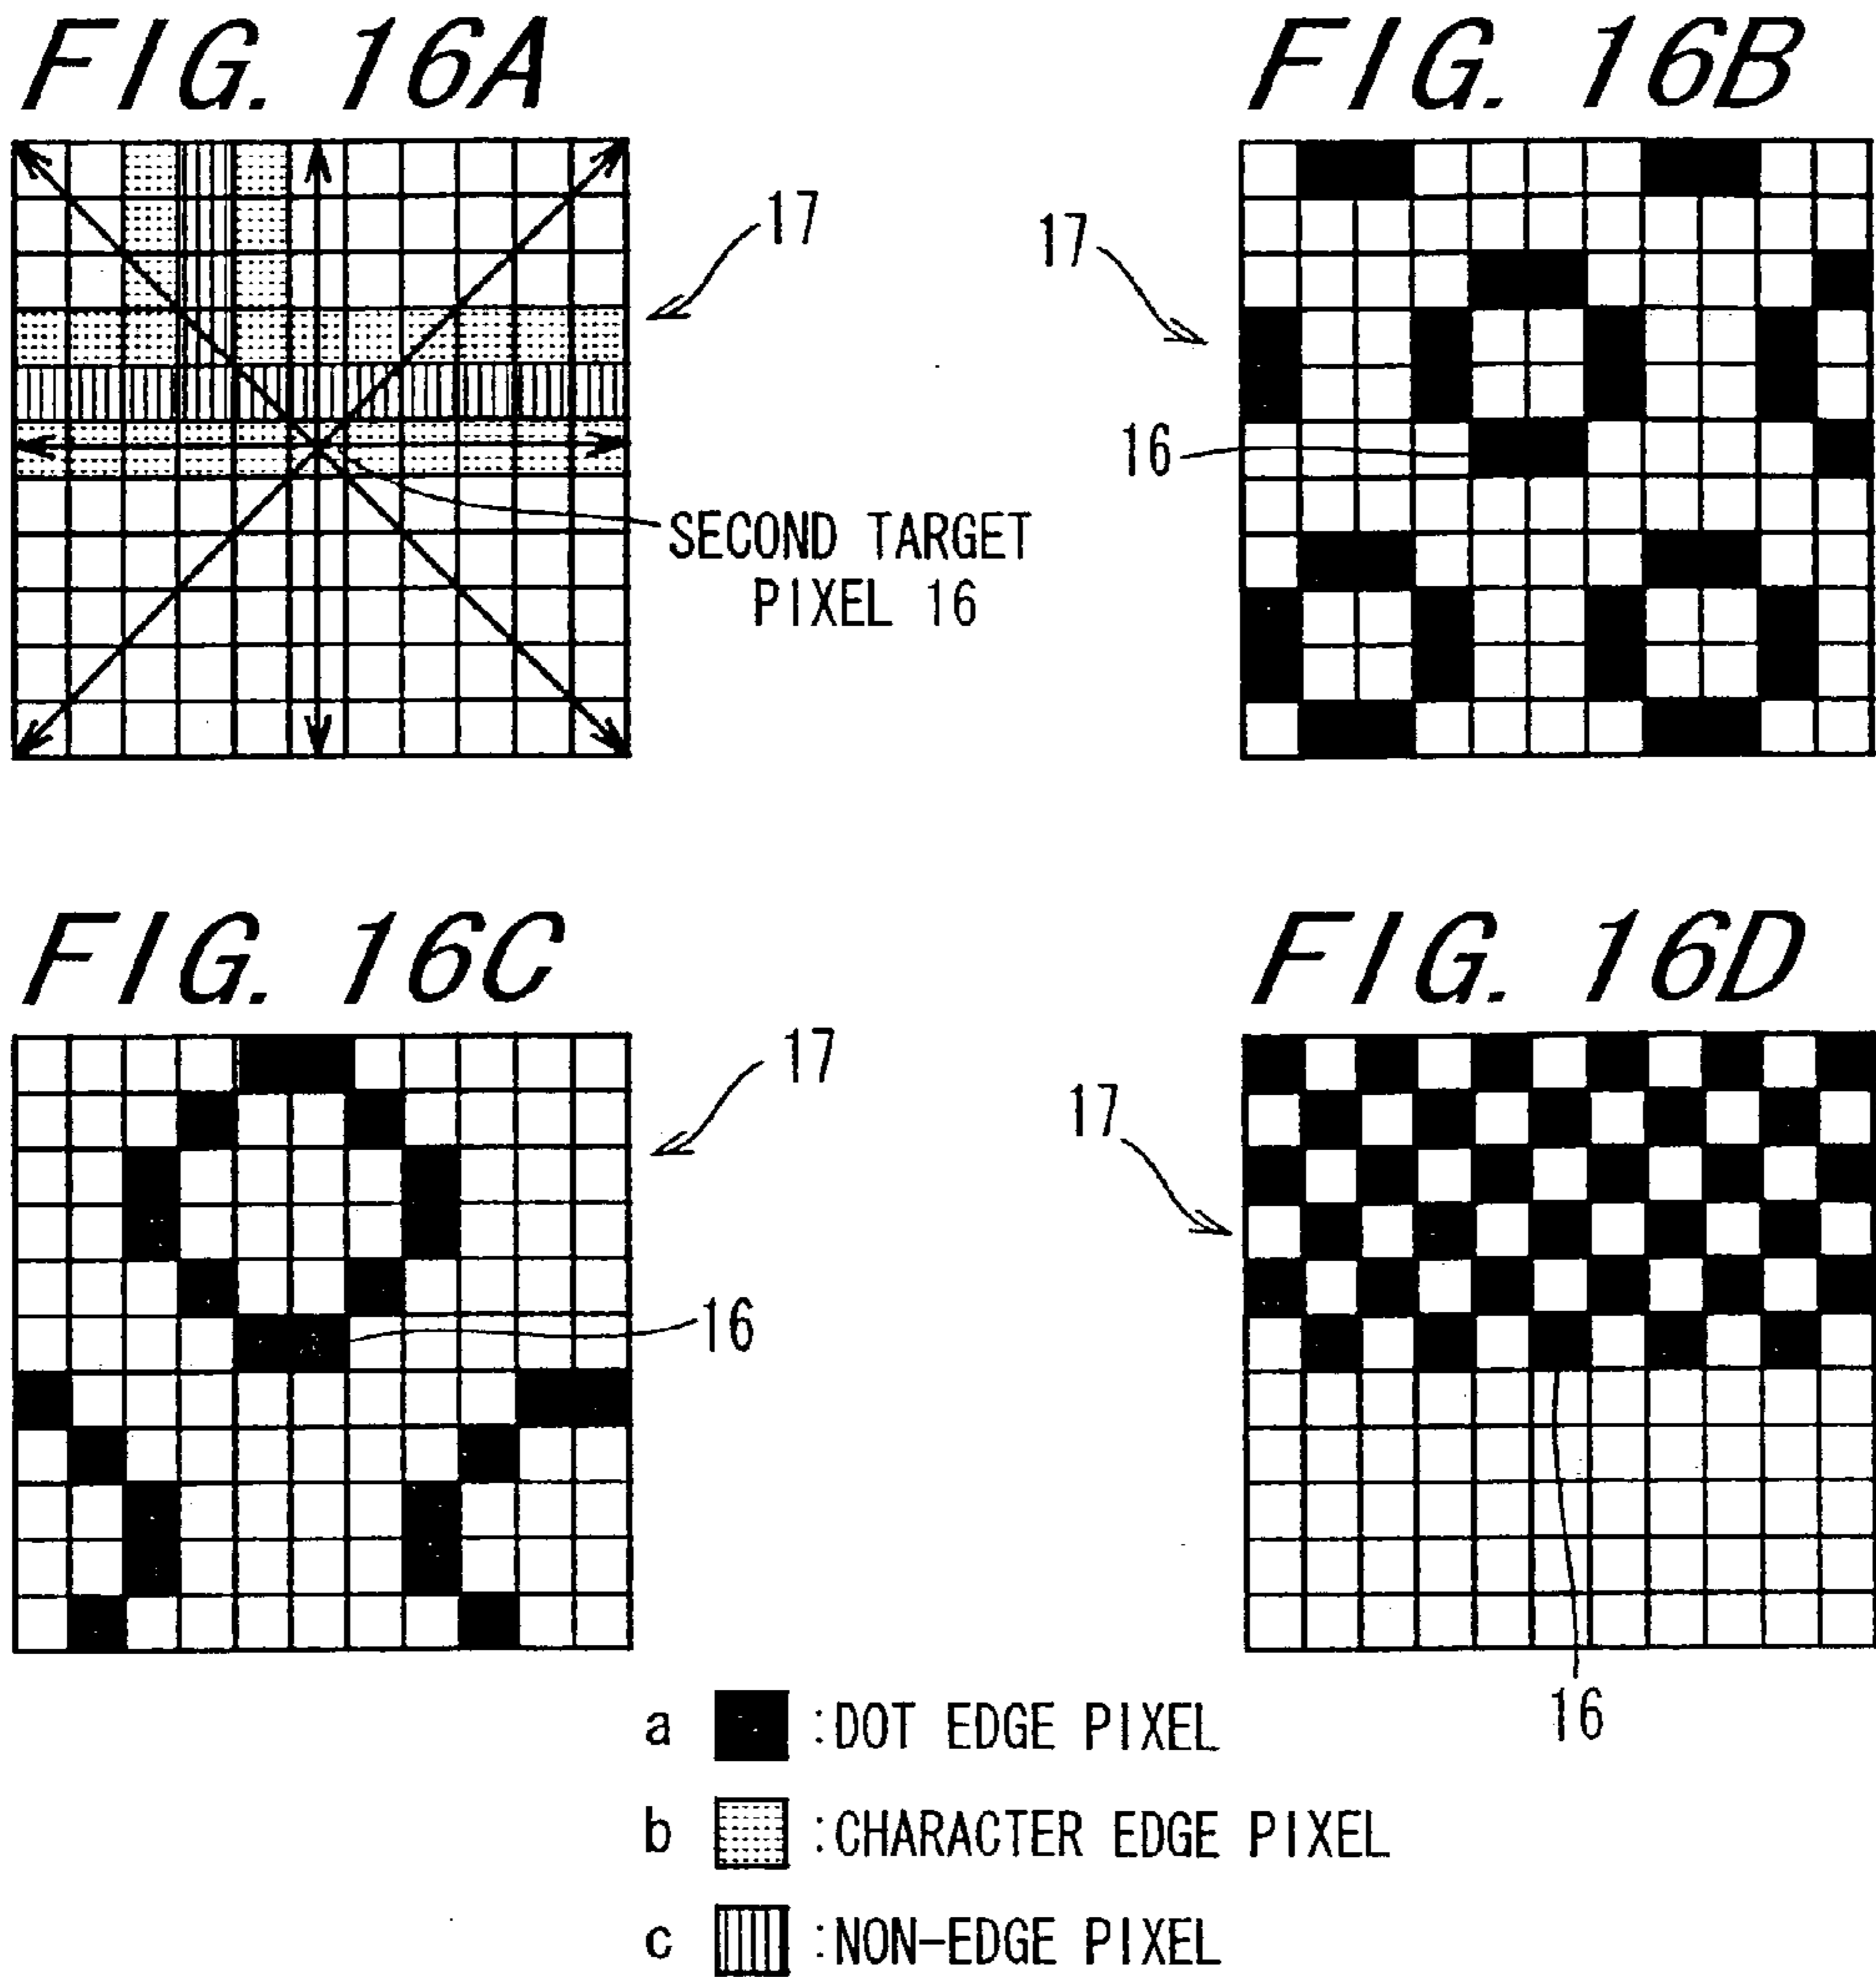 FIG. 16A
FIG. 16B
17
17
16
SECOND TARGET
PIXEL 16
FIG. 16C
FIG. 16D
17
17
16
16
a :DOT EDGE PIXEL
b :CHARACTER EDGE PIXEL
c :NON-EDGE PIXEL